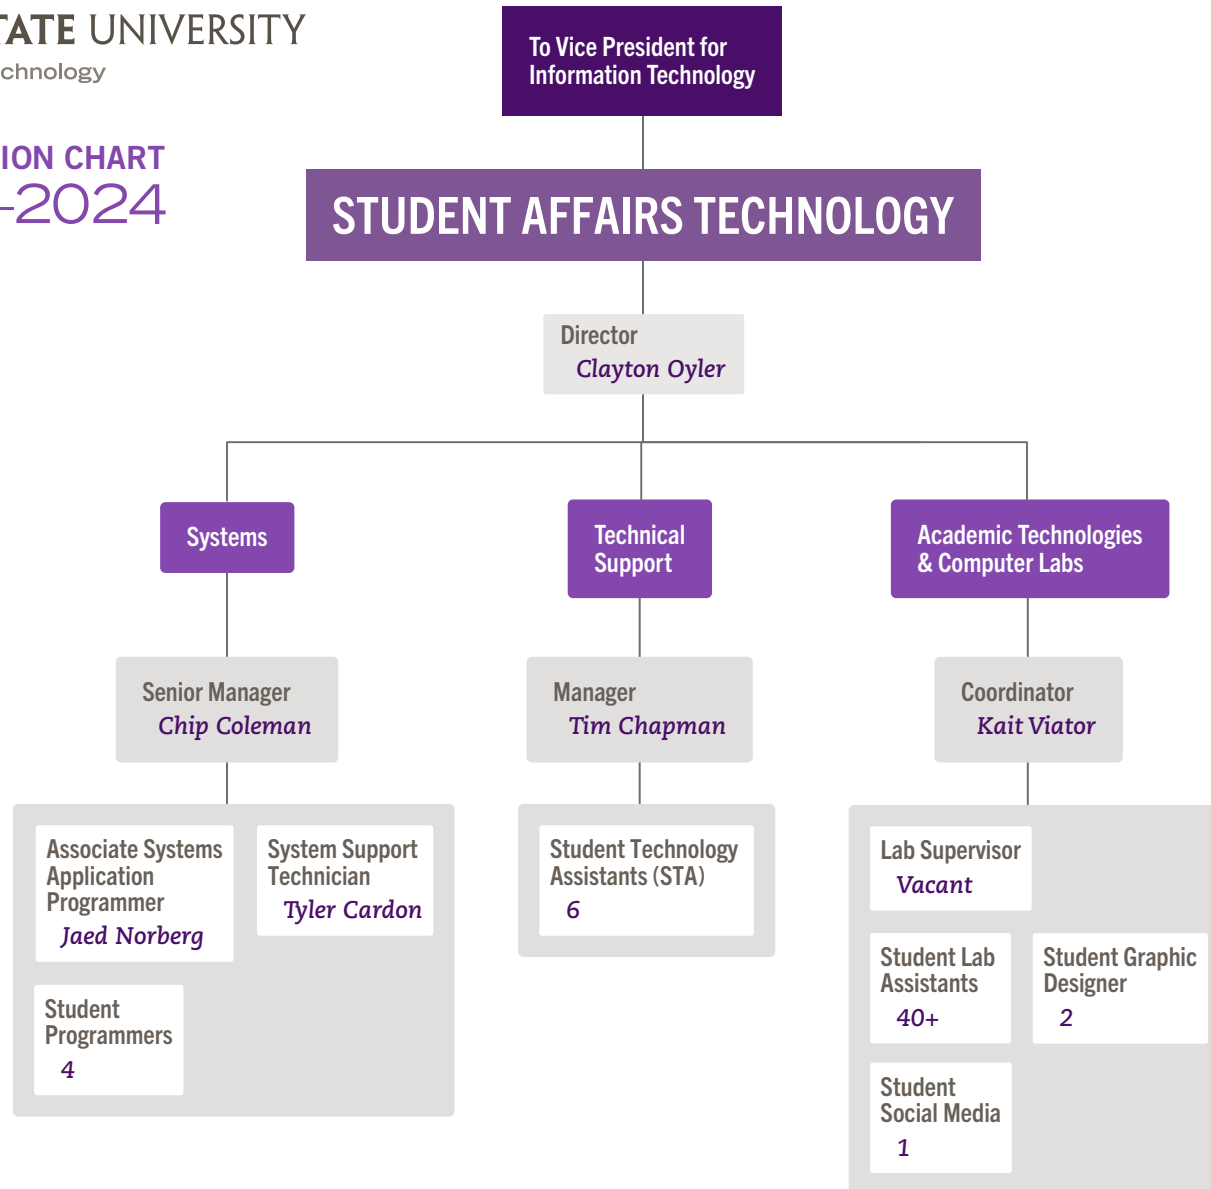 TATE UNIVERSITY
chnology
ION CHART
–2024
To Vice President for
Information Technology
STUDENT AFFAIRS TECHNOLOGY
Director
Clayton Oyler
Systems
Technical
Support
Academic Technologies
& Computer Labs
Senior Manager
Chip Coleman
Manager
Tim Chapman
Coordinator
Kait Viator
Associate Systems
Application
Programmer
Jaed Norberg
System Support
Technician
Tyler Cardon
Student
Programmers
4
Student Technology
Assistants (STA)
6
Lab Supervisor
Vacant
Student Lab
Assistants
40+
Student Graphic
Designer
2
Student
Social Media
1